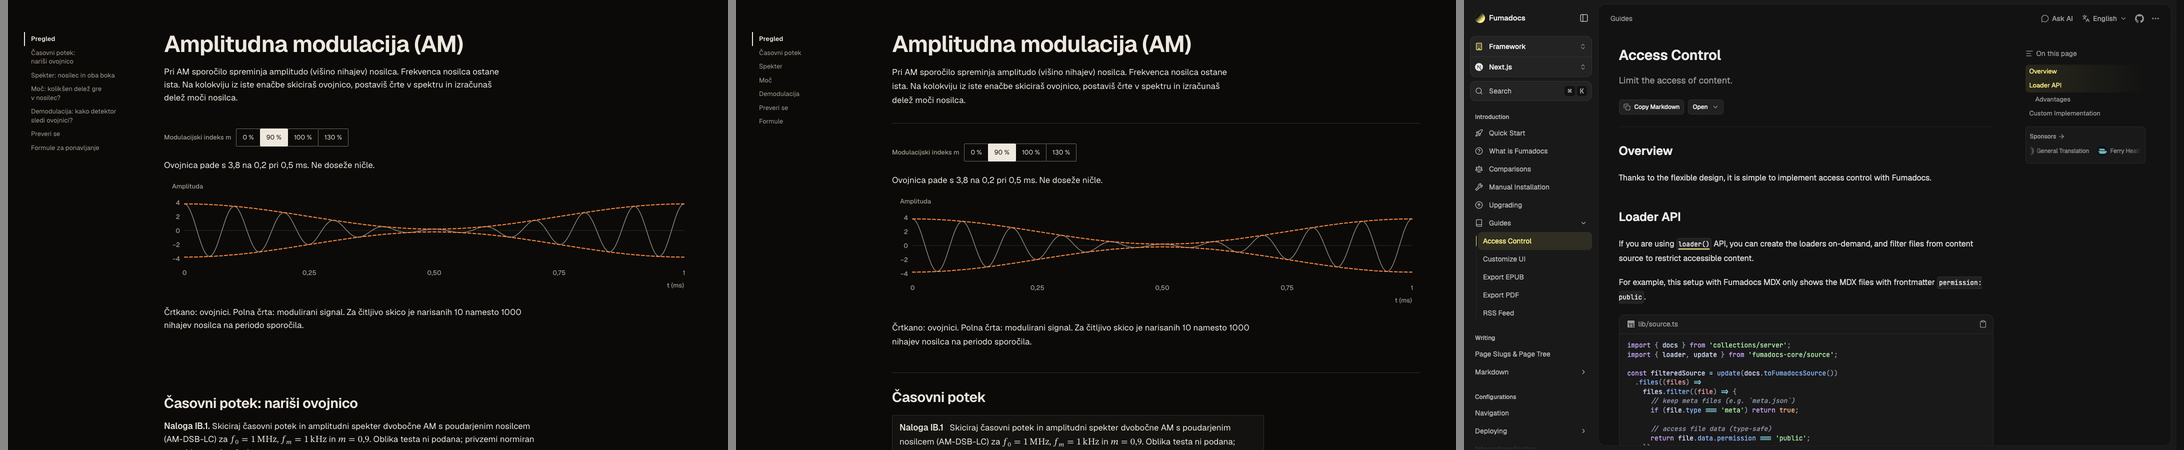 Pregled
Časovni potek:
nariši ovojnico
Spekter: nosilec in oba boka
Moč: kolikšen delež gre
v nosilec?
Demodulacija: kako detektor
sledi ovojnici?
Preveri se
Formule za ponavljanje
Amplitudna modulacija (AM)
Pri AM sporočilo spreminja amplitudo (višino nihajev) nosilca. Frekvenca nosilca ostane
ista. Na kolokviju iz iste enačbe skiciraš ovojnico, postaviš črte v spektru in izračunaš
delež moči nosilca.
Modulacijski indeks m 0 % 90 % 100 % 130 %
Ovojnica pade s 3,8 na 0,2 pri 0,5 ms. Ne doseže ničle.
Amplituda
4
2
0
−2
−4
0 0,25 0,50 0,75 1
t (ms)
Črtkano: ovojnici. Polna črta: modulirani signal. Za čitljivo skico je narisanih 10 namesto 1000
nihajev nosilca na periodo sporočila.
Časovni potek: nariši ovojnico
Naloga IB.1. Skiciraj časovni potek in amplitudni spekter dvobočne AM s poudarjenim nosilcem
(AM-DSB-LC) za f₀ = 1 MHz, fₘ = 1 kHz in m = 0,9. Oblika testa ni podana; privzemi normiran
Pregled
Časovni potek
Spekter
Moč
Demodulacija
Preveri se
Formule
Amplitudna modulacija (AM)
Pri AM sporočilo spreminja amplitudo (višino nihajev) nosilca. Frekvenca nosilca ostane
ista. Na kolokviju iz iste enačbe skiciraš ovojnico, postaviš črte v spektru in izračunaš
delež moči nosilca.
Modulacijski indeks m 0 % 90 % 100 % 130 %
Ovojnica pade s 3,8 na 0,2 pri 0,5 ms. Ne doseže ničle.
Amplituda
4
2
0
−2
−4
0 0,25 0,50 0,75 1
t (ms)
Črtkano: ovojnici. Polna črta: modulirani signal. Za čitljivo skico je narisanih 10 namesto 1000
nihajev nosilca na periodo sporočila.
Časovni potek
Naloga IB.1 Skiciraj časovni potek in amplitudni spekter dvobočne AM s poudarjenim
nosilcem (AM-DSB-LC) za f₀ = 1 MHz, fₘ = 1 kHz in m = 0,9. Oblika testa ni podana;
Fumadocs
Framework
Next.js
Search ⌘ K
Introduction
Quick Start
What is Fumadocs
Comparisons
Manual Installation
Upgrading
Guides
Access Control
Customize UI
Export EPUB
Export PDF
RSS Feed
Writing
Page Slugs & Page Tree
Markdown
Configurations
Navigation
Deploying
Guides
Ask AI English
Access Control
Limit the access of content.
Copy Markdown Open
Overview
Thanks to the flexible design, it is simple to implement access control with Fumadocs.
Loader API
If you are using loader() API, you can create the loaders on-demand, and filter files from content
source to restrict accessible content.
For example, this setup with Fumadocs MDX only shows the MDX files with frontmatter permission:
public.
lib/source.ts
import { docs } from 'collections/server';
import { loader, update } from 'fumadocs-core/source';
const filteredSource = update(docs.toFumadocsSource())
.files((files) =>
files.filter((file) => {
// keep meta files (e.g. `meta.json`)
if (file.type === 'meta') return true;
// access file data (type-safe)
return file.data.permission === 'public';
On this page
Overview
Loader API
Advantages
Custom Implementation
Sponsors →
General Translation Ferry Heal